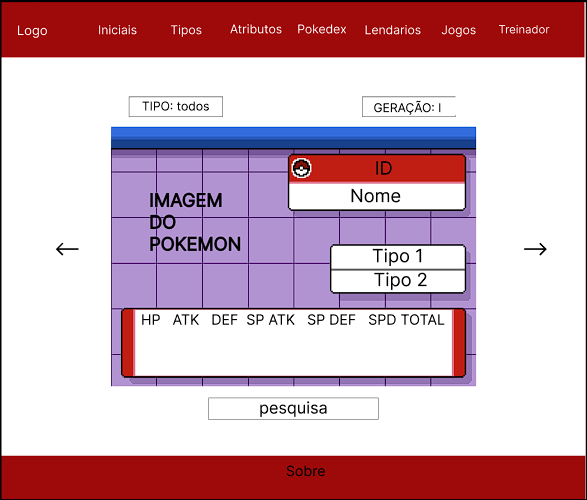 Logo Iniciais Tipos Atributos Pokedex Lendarios Jogos Treinador
TIPO: todos GERAÇÃO: I
ID
Nome
IMAGEM
DO
POKEMON
Tipo 1
Tipo 2
HP ATK DEF SP ATK SP DEF SPD TOTAL
pesquisa
Sobre